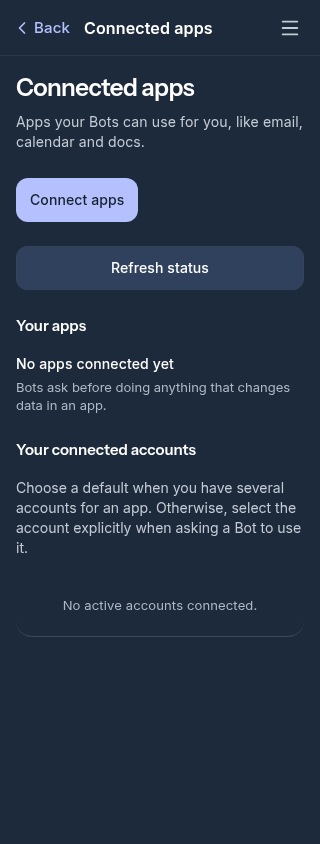 Back
Connected apps
Connected apps
Apps your Bots can use for you, like email,
calendar and docs.
Connect apps
Refresh status
Your apps
No apps connected yet
Bots ask before doing anything that changes
data in an app.
Your connected accounts
Choose a default when you have several
accounts for an app. Otherwise, select the
account explicitly when asking a Bot to use
it.
No active accounts connected.